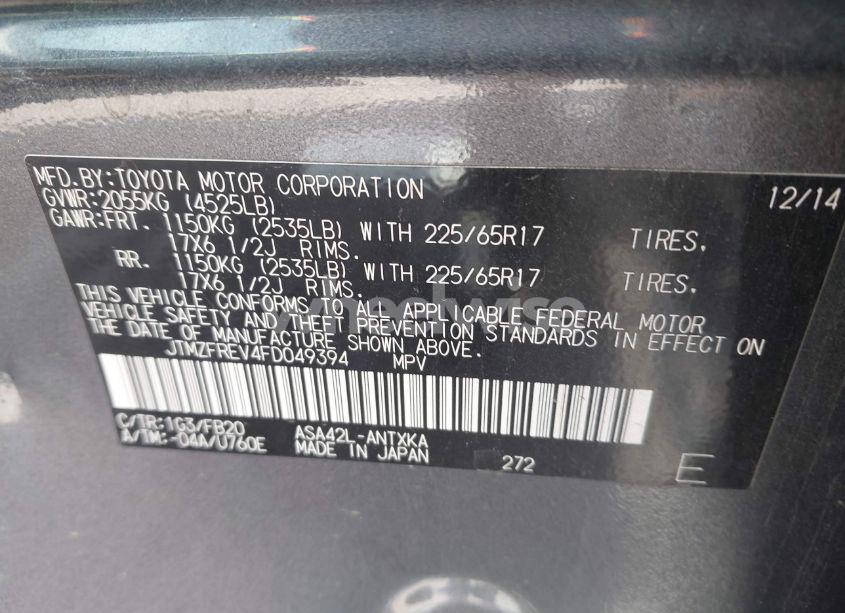 MFD.BY:TOYOTA MOTOR CORPORATION 12/14
GVWR:2055KG (4525LB)
GAWR:FRT. 1150KG (2535LB) WITH 225/65R17 TIRES,
17X6 1/2J RIMS.
RR. 1150KG (2535LB) WITH 225/65R17 TIRES,
17X6 1/2J RIMS.
THIS VEHICLE CONFORMS TO ALL APPLICABLE FEDERAL MOTOR
VEHICLE SAFETY AND THEFT PREVENTION STANDARDS IN EFFECT ON
THE DATE OF MANUFACTURE SHOWN ABOVE.
JTMZFREV4FD049394 MPV
C/TR:1G3/FB20 ASA42L-ANTXKA
A/TM:-04A/U760E MADE IN JAPAN 272 E